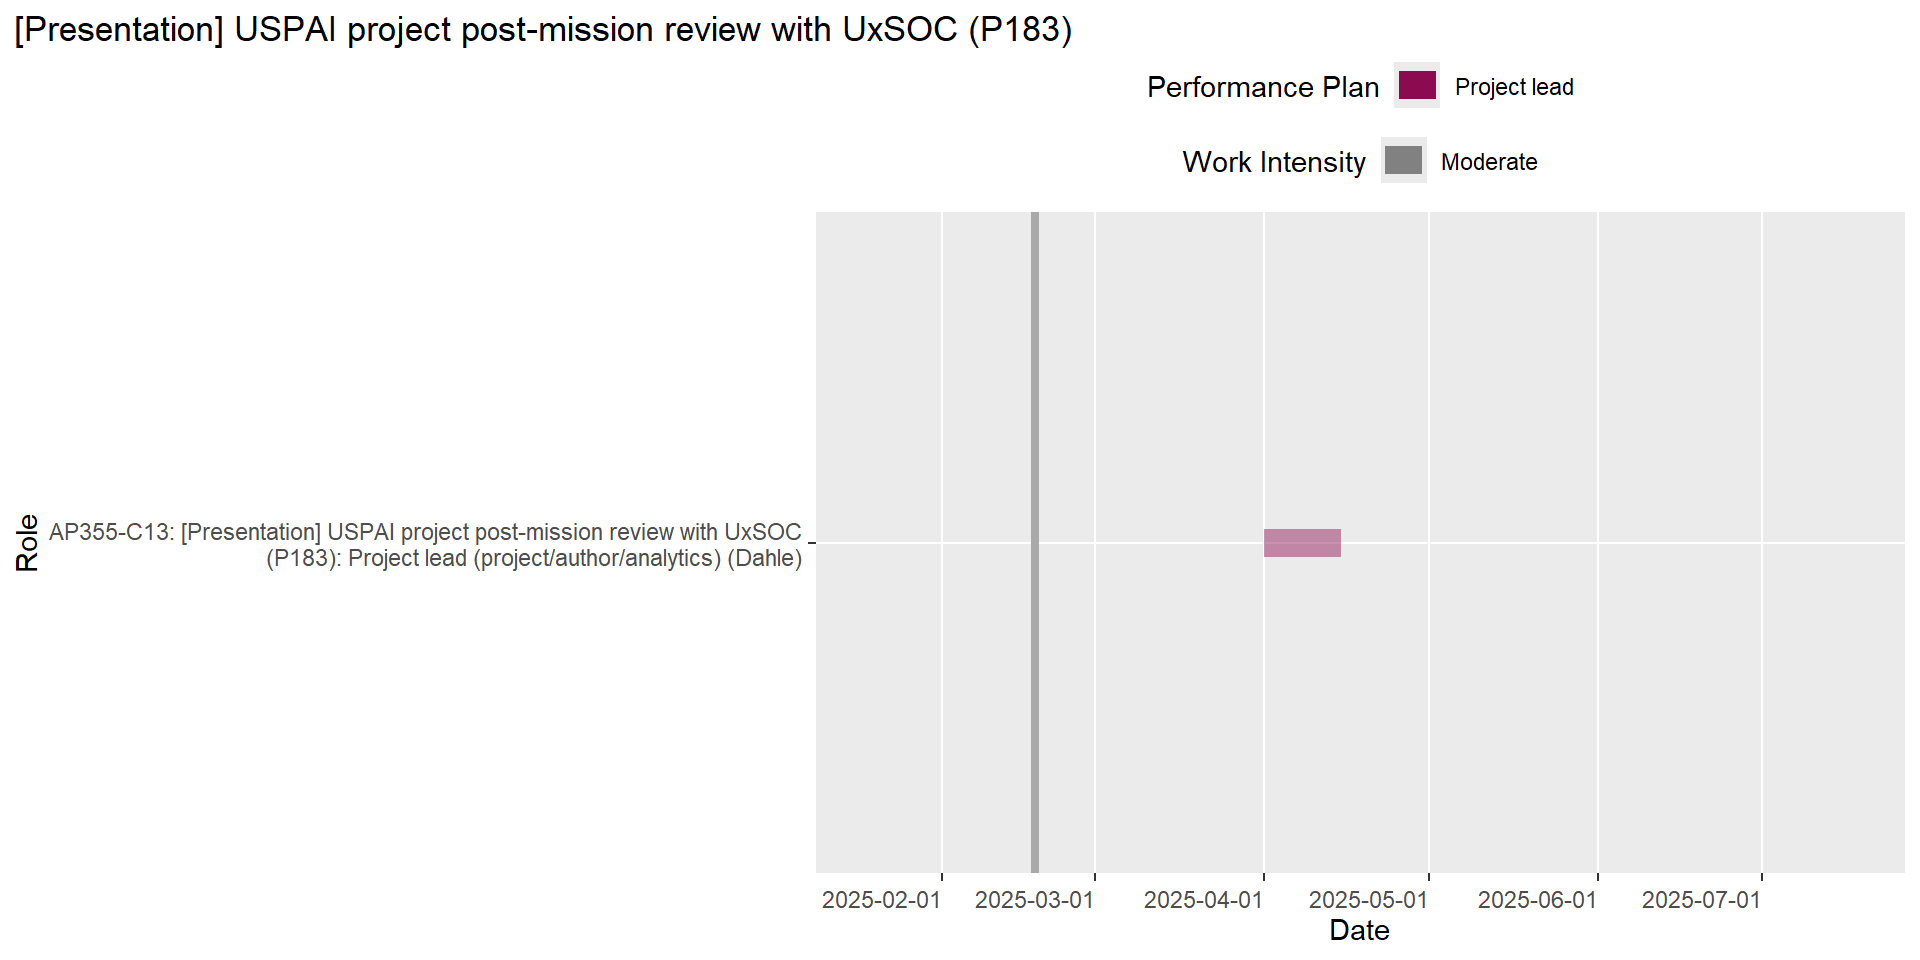 [Presentation] USPAI project post-mission review with UxSOC (P183)
Performance Plan
Project lead
Work Intensity
Moderate
Role
AP355-C13: [Presentation] USPAI project post-mission review with UxSOC
(P183): Project lead (project/author/analytics) (Dahle)
2025-02-01
2025-03-01
2025-04-01
2025-05-01
2025-06-01
2025-07-01
Date